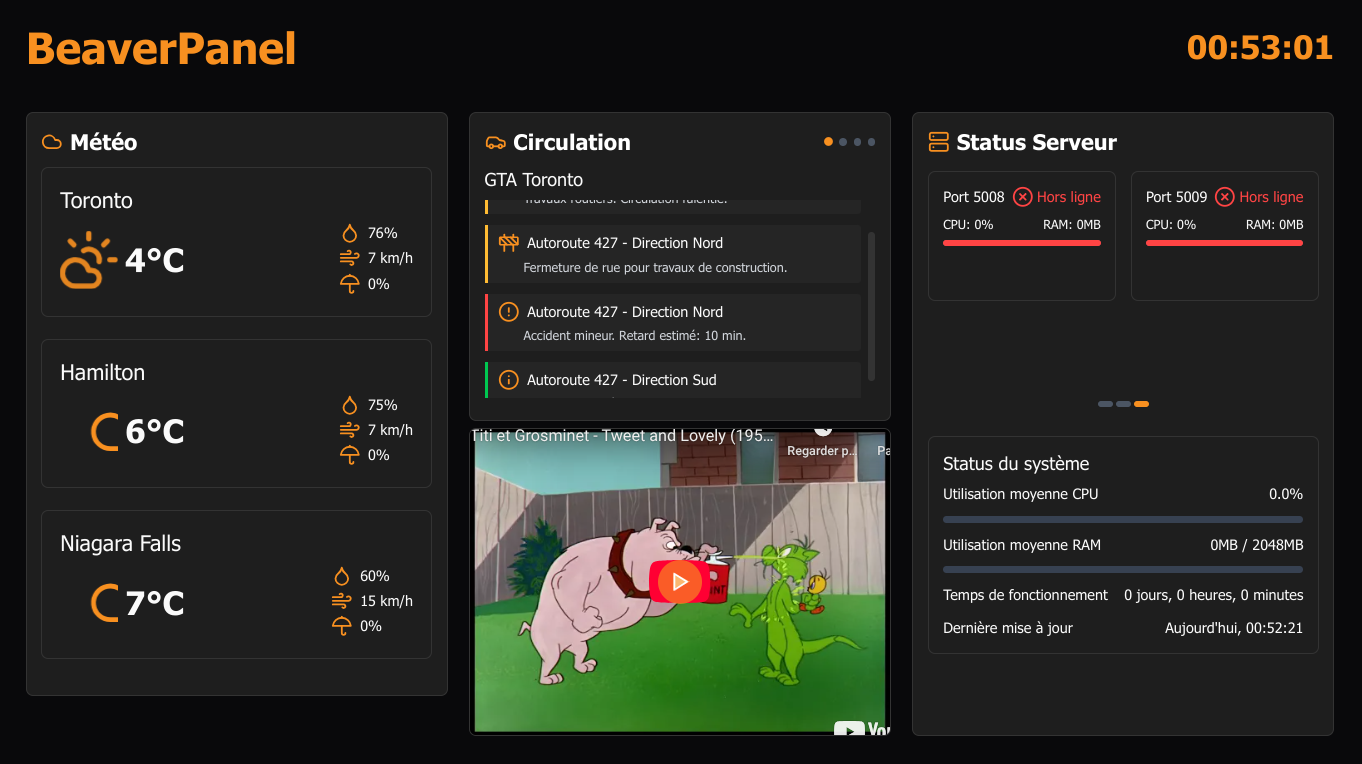 BeaverPanel
00:53:01
Météo
Toronto
4°C
76%
7 km/h
0%
Hamilton
6°C
75%
7 km/h
0%
Niagara Falls
7°C
60%
15 km/h
0%
Circulation
GTA Toronto
Travaux routiers. Circulation ralentie.
Autoroute 427 - Direction Nord
Fermeture de rue pour travaux de construction.
Autoroute 427 - Direction Nord
Accident mineur. Retard estimé: 10 min.
Autoroute 427 - Direction Sud
Titi et Grosminet - Tweet and Lovely (195...
Regarder p...
Pa
You
Status Serveur
Port 5008 Hors ligne
CPU: 0% RAM: 0MB
Port 5009 Hors ligne
CPU: 0% RAM: 0MB
Status du système
Utilisation moyenne CPU 0.0%
Utilisation moyenne RAM 0MB / 2048MB
Temps de fonctionnement 0 jours, 0 heures, 0 minutes
Dernière mise à jour Aujourd'hui, 00:52:21